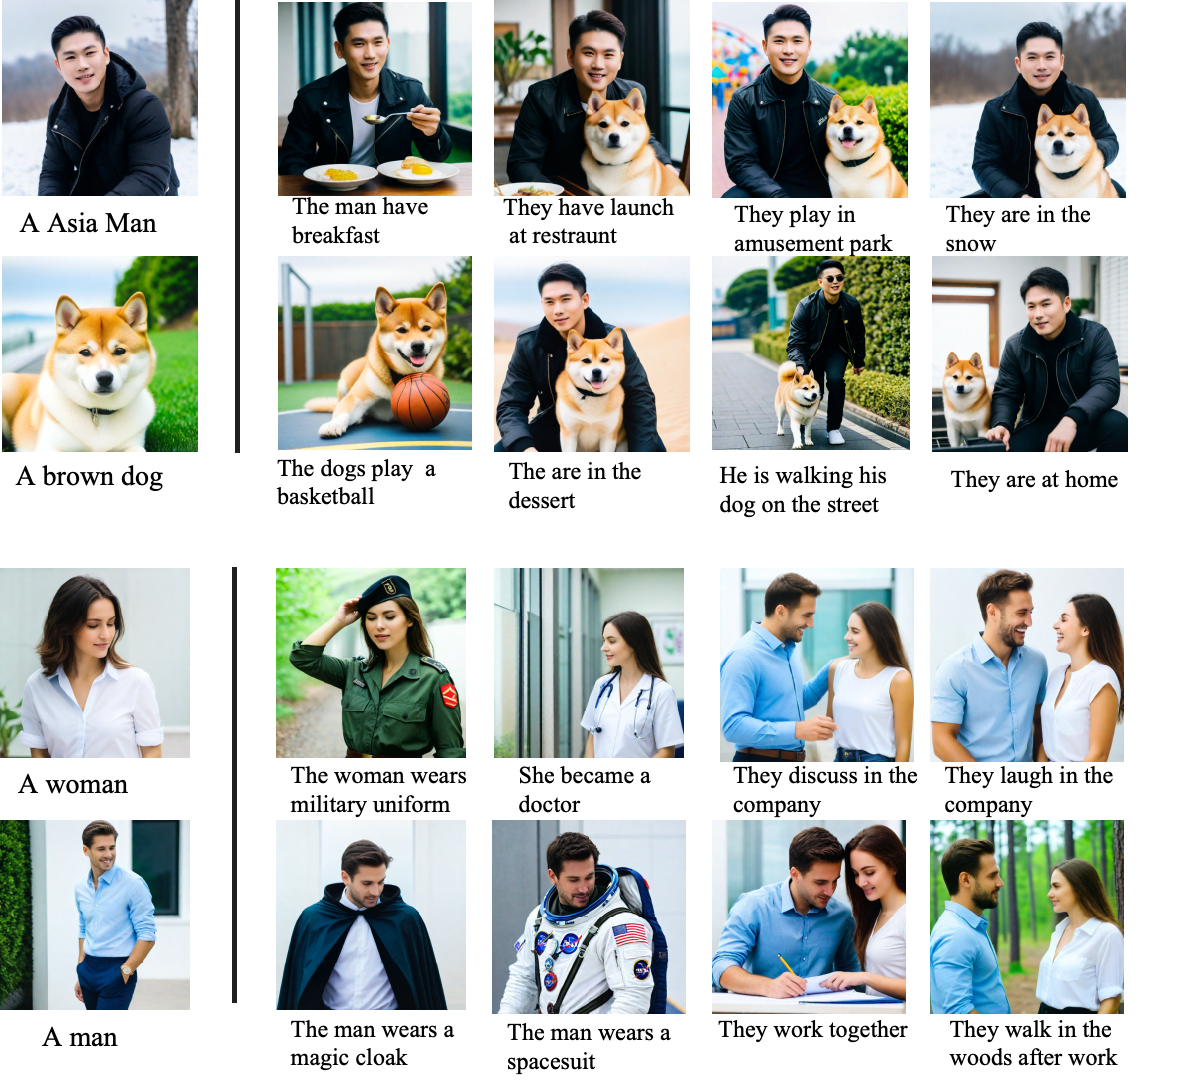 A Asia Man
The man have
breakfast
They have launch
at restraunt
They play in
amusement park
They are in the
snow
A brown dog
The dogs play a
basketball
The are in the
dessert
He is walking his
dog on the street
They are at home
A woman
The woman wears
military uniform
She became a
doctor
They discuss in the
company
They laugh in the
company
A man
The man wears a
magic cloak
The man wears a
spacesuit
They work together
They walk in the
woods after work